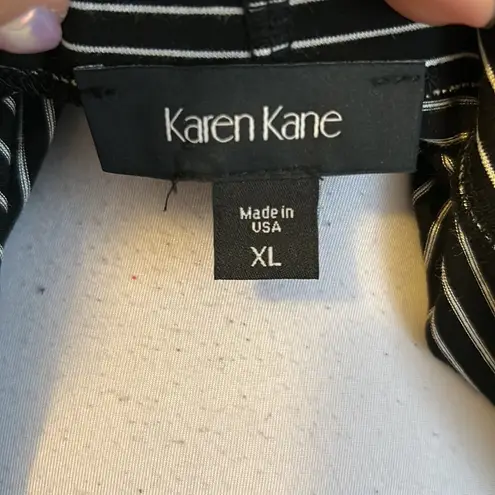 Karen Kane
Made in
USA
XL